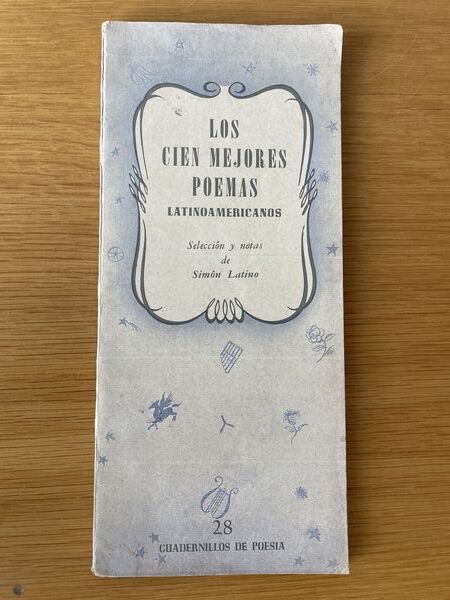 LOS
CIEN MEJORES
POEMAS
LATINOAMERICANOS
Selección y notas
de
Simón Latino
28
CUADERNILLOS DE POESIA